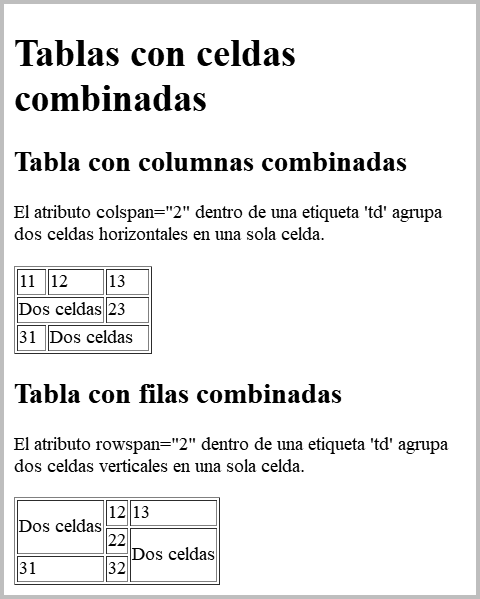 Tablas con celdas
combinadas
Tabla con columnas combinadas
El atributo colspan="2" dentro de una etiqueta 'td' agrupa
dos celdas horizontales en una sola celda.
11 12 13
Dos celdas 23
31 Dos celdas
Tabla con filas combinadas
El atributo rowspan="2" dentro de una etiqueta 'td' agrupa
dos celdas verticales en una sola celda.
Dos celdas 12 13
22 Dos celdas
31 32